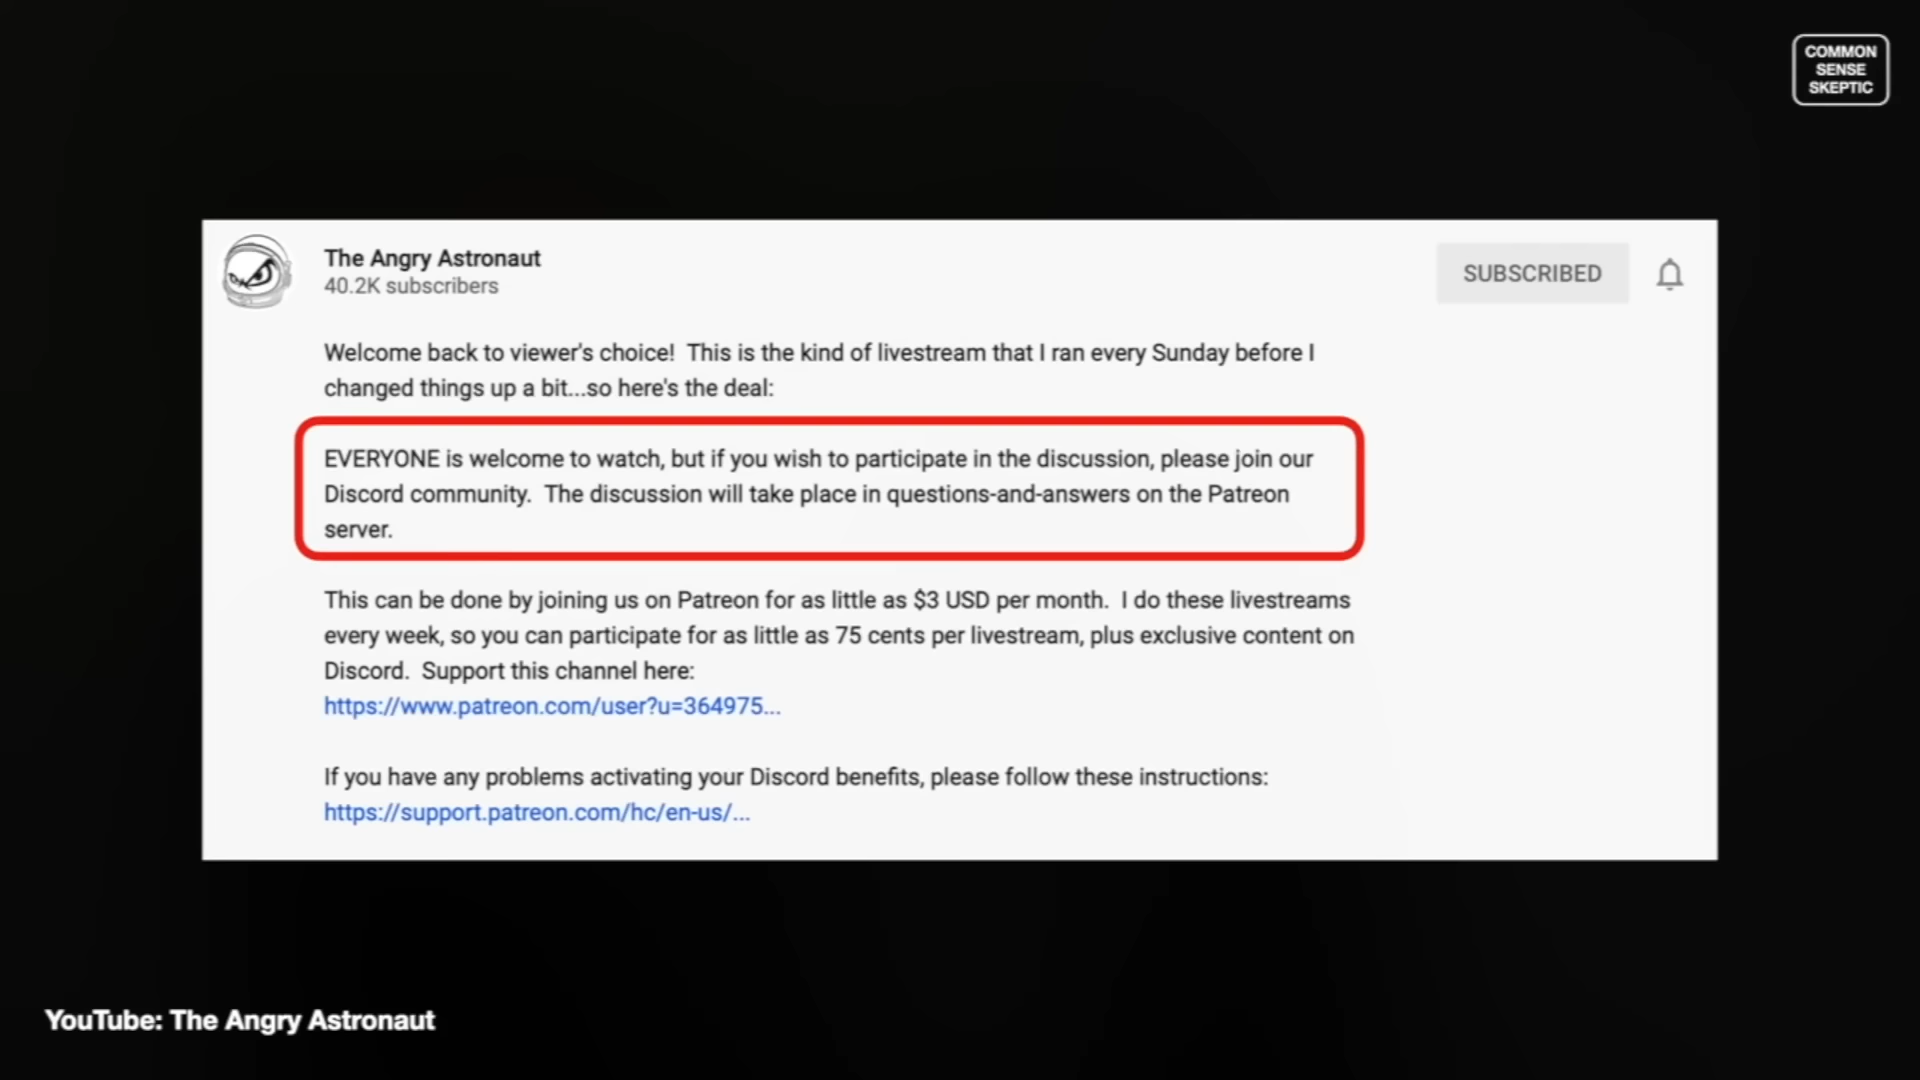 COMMON
SENSE
SKEPTIC
The Angry Astronaut
40.2K subscribers
SUBSCRIBED
Welcome back to viewer's choice!  This is the kind of livestream that I ran every Sunday before I
changed things up a bit...so here's the deal:
EVERYONE is welcome to watch, but if you wish to participate in the discussion, please join our
Discord community.  The discussion will take place in questions-and-answers on the Patreon
server.
This can be done by joining us on Patreon for as little as $3 USD per month.  I do these livestreams
every week, so you can participate for as little as 75 cents per livestream, plus exclusive content on
Discord.  Support this channel here:
https://www.patreon.com/user?u=364975...
If you have any problems activating your Discord benefits, please follow these instructions:
https://support.patreon.com/hc/en-us/...
YouTube: The Angry Astronaut